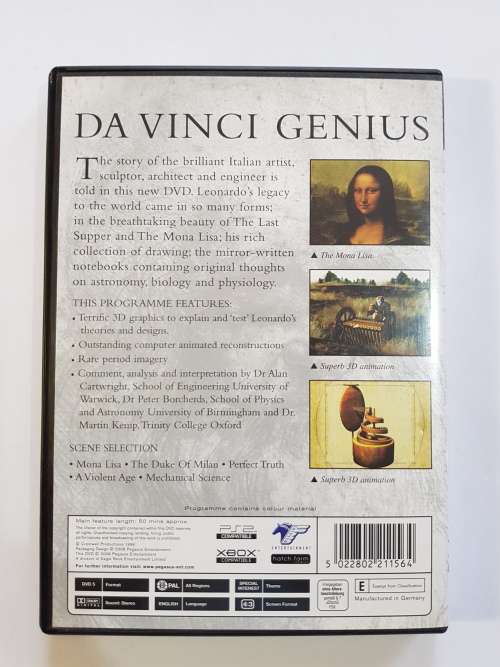 DA VINCI GENIUS
The story of the brilliant Italian artist,
sculptor, architect and engineer is
told in this new DVD. Leonardo's legacy
to the world came in so many forms;
in the breathtaking beauty of The Last
Supper and The Mona Lisa; his rich
collection of drawing; the mirror-written
notebooks containing original thoughts
on astronomy, biology and physiology.
▲ The Mona Lisa.
▲ Superb 3D animation
▲ Superb 3D animation
THIS PROGRAMME FEATURES:
• Terrific 3D graphics to explain and 'test' Leonardo's
theories and designs.
• Outstanding computer animated reconstructions
• Rare period imagery
• Comment, analysis and interpretation by Dr Alan
Cartwright, School of Engineering University of
Warwick, Dr Peter Borcherds, School of Physics
and Astronomy University of Birmingham and Dr.
Martin Kemp, Trinity College Oxford
SCENE SELECTION
• Mona Lisa • The Duke Of Milan • Perfect Truth
• A Violent Age • Mechanical Science
Programme contains colour material
Main feature length: 50 mins approx
For further information visit: www.pegasus-ent.com
PS2
COMPATIBLE
XBOX
COMPATIBLE
ENTERTAINMENT
hatch farm
5 022802 211564
DVD 5 Format
PAL All Regions
SPECIAL INTEREST Theme
DOLBY DIGITAL Sound: Stereo
ENGLISH Language
4:3 Screen Format
E Exempt from Classification
Manufactured in Germany